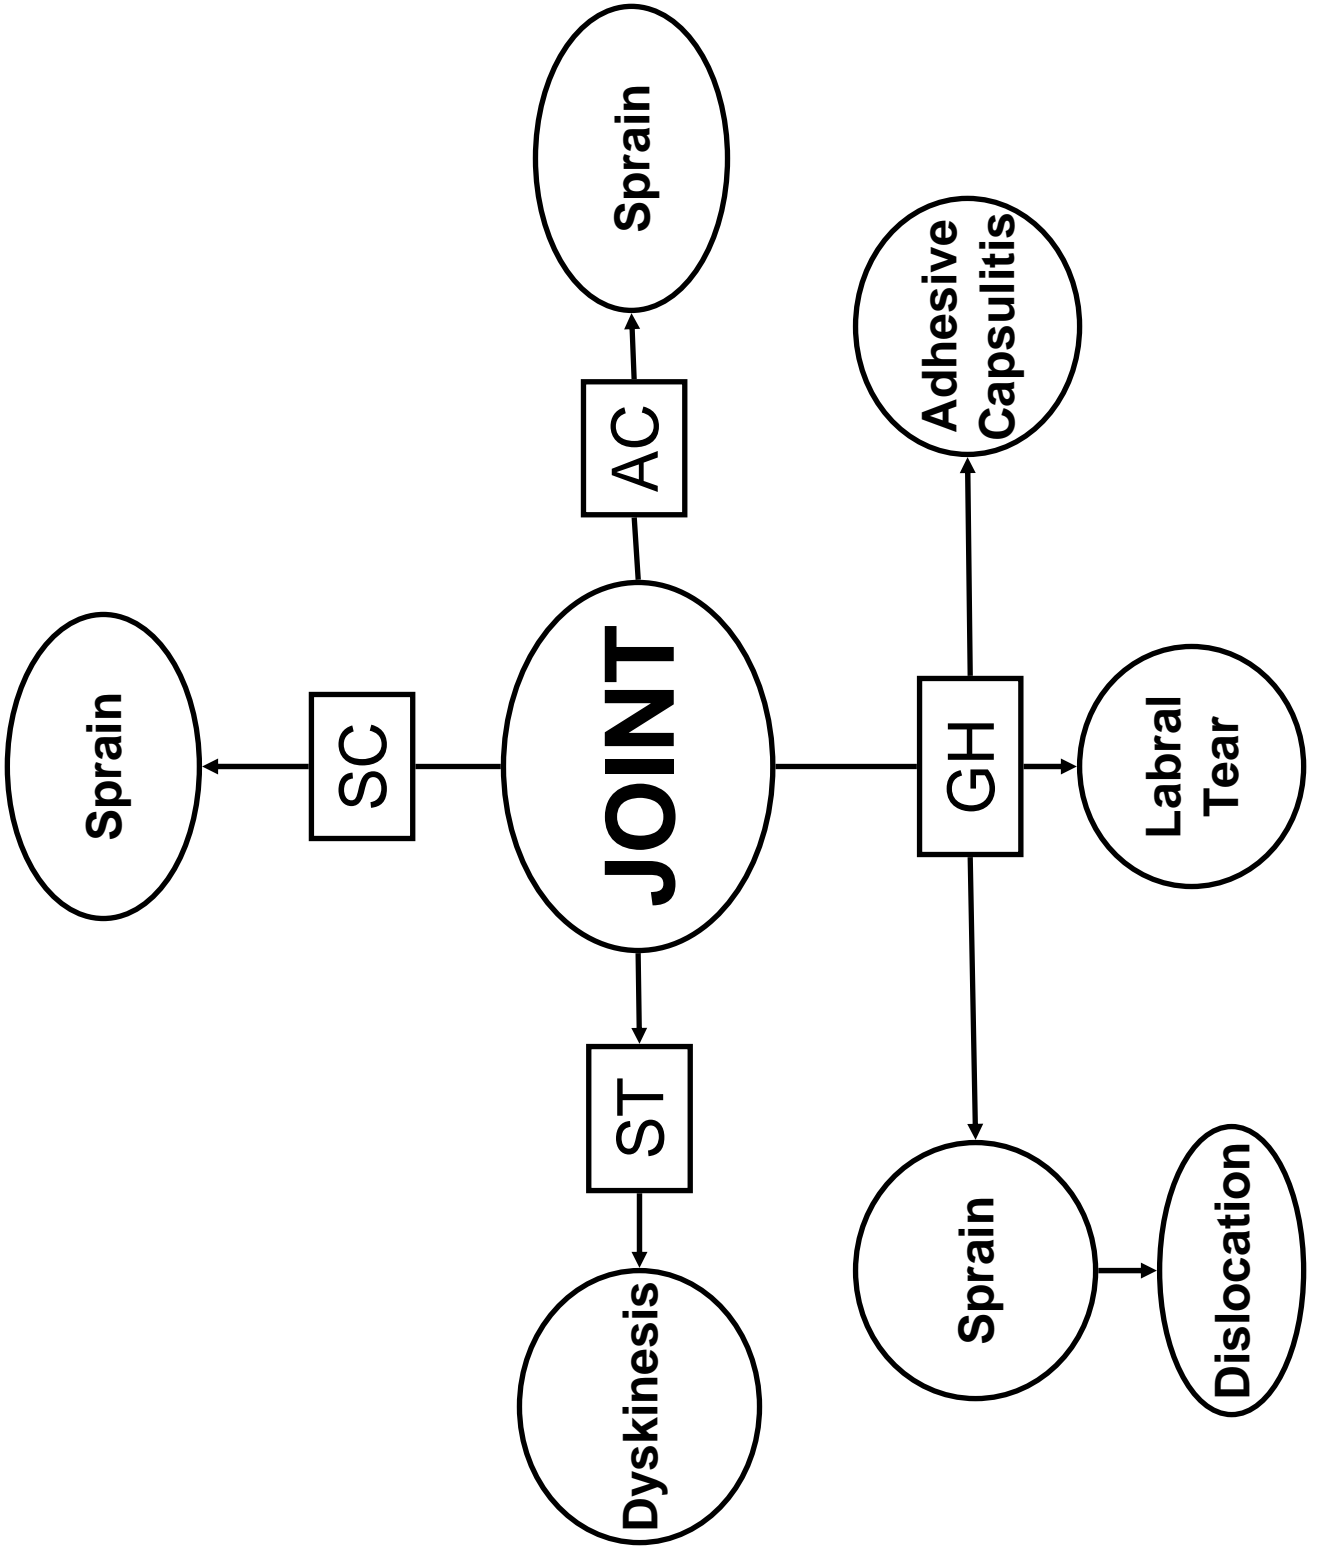 Sprain
SC
Dyskinesis
ST
JOINT
AC
Sprain
Sprain
GH
Adhesive
Capsulitis
Dislocation
Labral
Tear